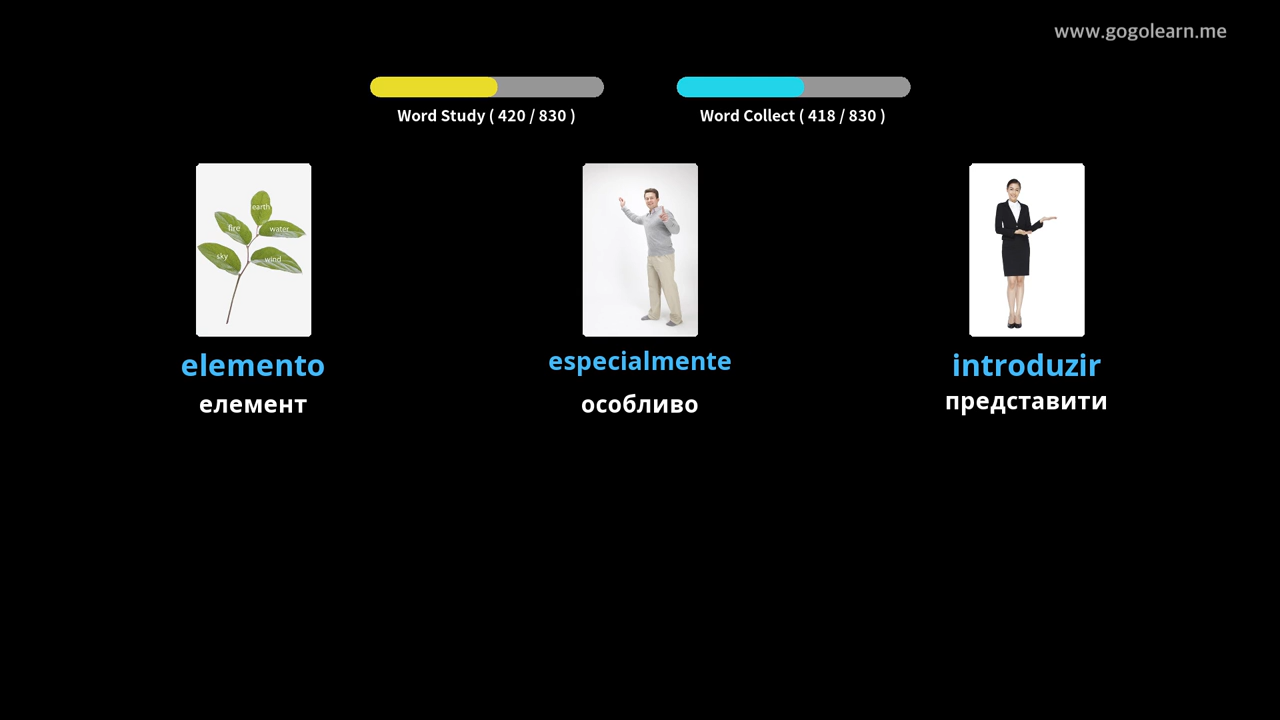 www.gogolearn.me
Word Study ( 420 / 830 )
Word Collect ( 418 / 830 )
earth
fire
water
sky
wind
elemento
especialmente
introduzir
елемент
особливо
представити